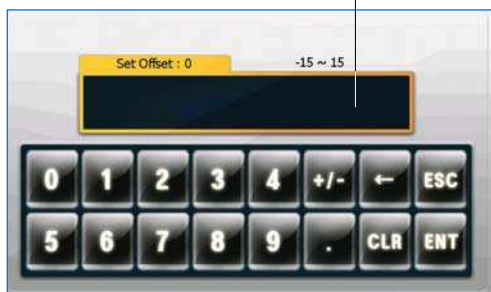 Set Offset : 0 -15 ~ 15
0 1 2 3 4 +/- ← ESC
5 6 7 8 9 . CLR ENT